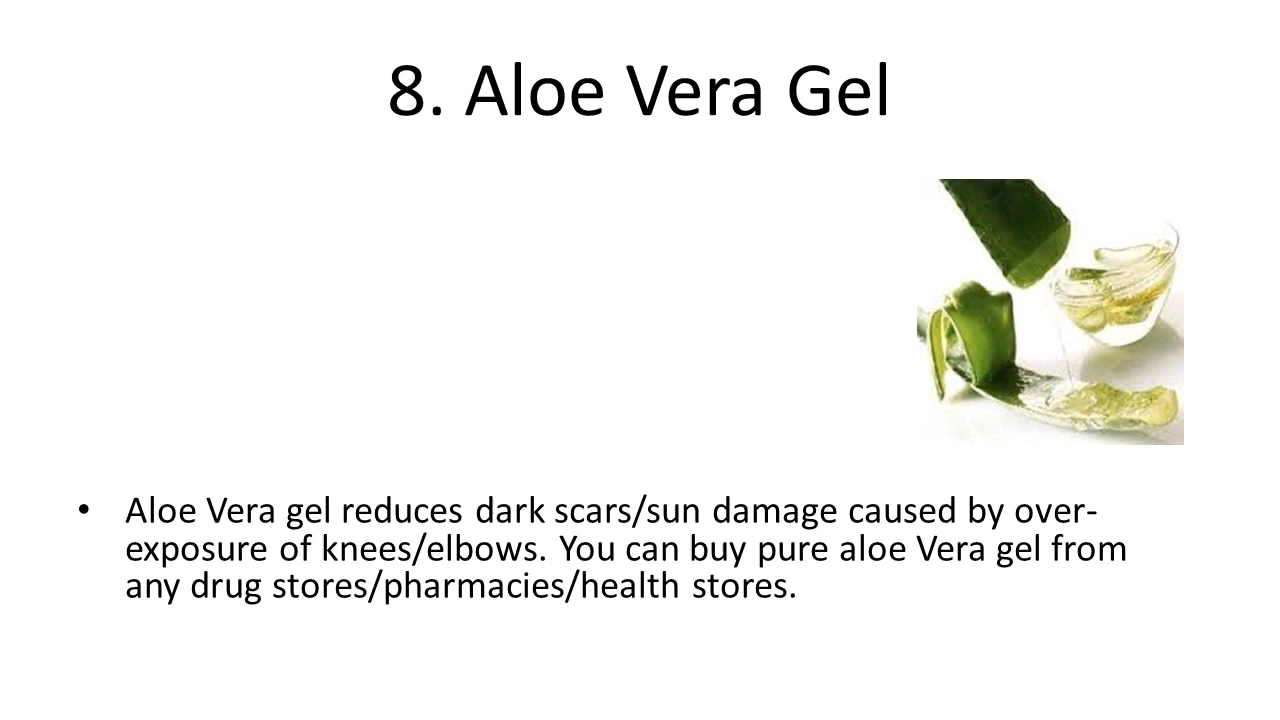 8. Aloe Vera Gel
• Aloe Vera gel reduces dark scars/sun damage caused by over-
exposure of knees/elbows. You can buy pure aloe Vera gel from
any drug stores/pharmacies/health stores.